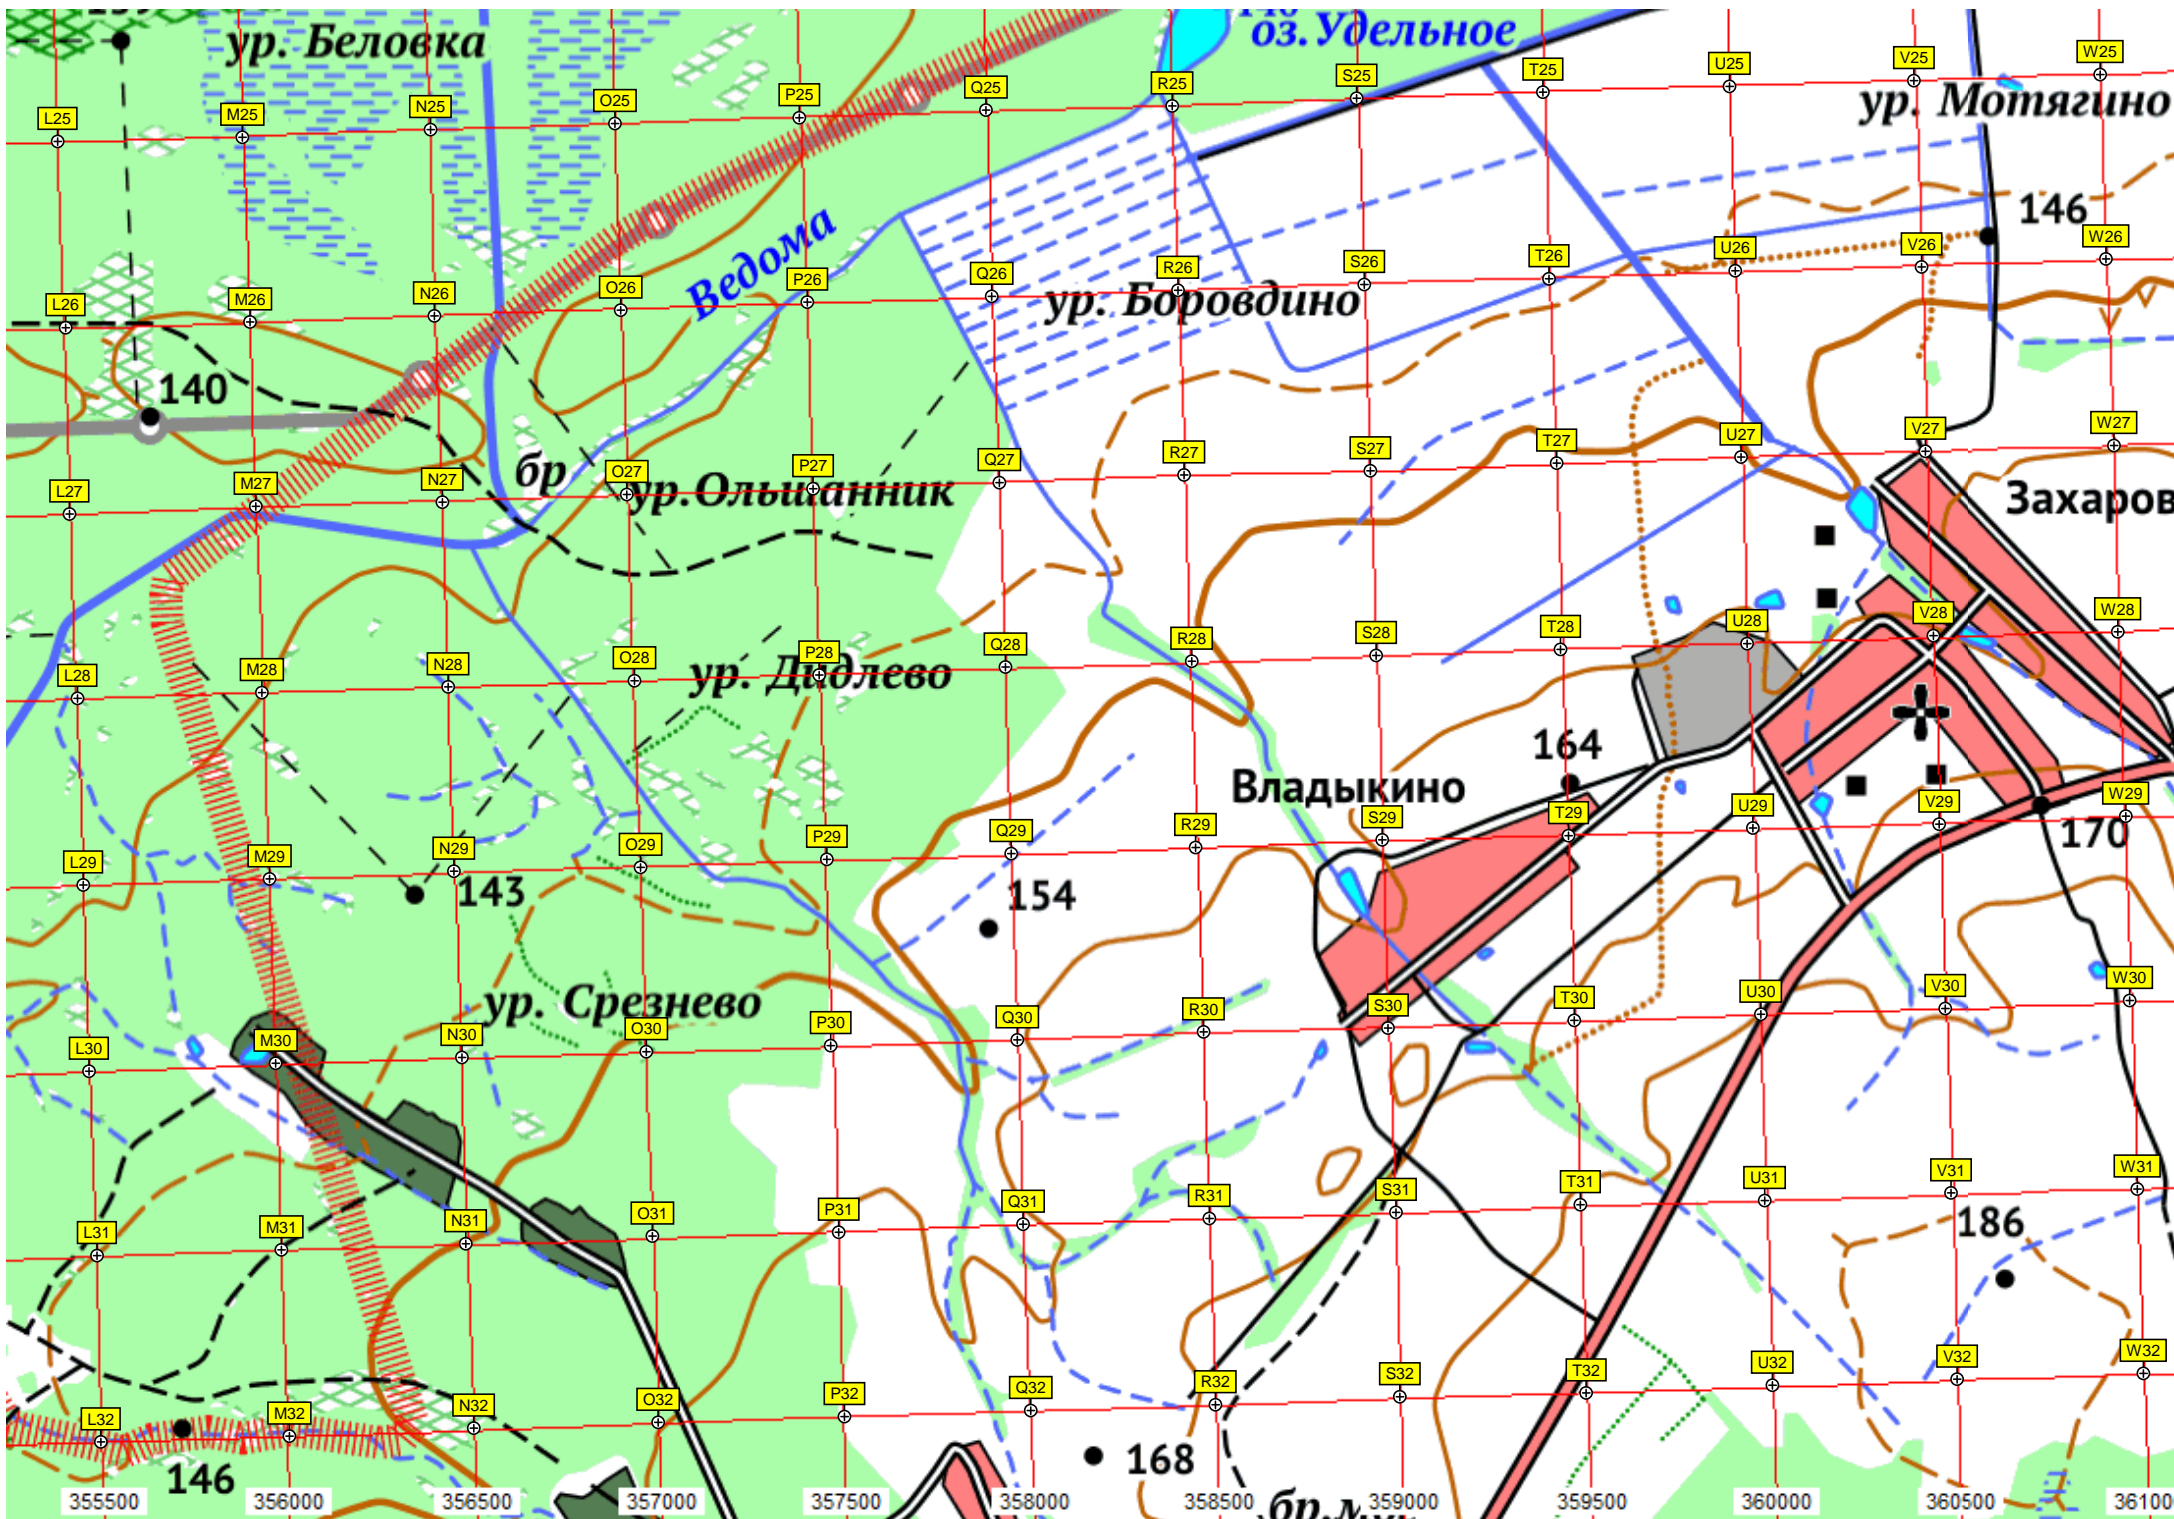 ур. Беловка
оз.Удельное
ур. Мотягино
L25 M25 N25 O25 P25 Q25 R25 S25 T25 U25 V25 W25
146
Ведома
L26 M26 N26 O26 P26 Q26 R26 S26 T26 U26 V26 W26
ур. Боровдино
140
L27 M27 N27 O27 P27 Q27 R27 S27 T27 U27 V27 W27
бр
ур.Ольшанник
Захаров
L28 M28 N28 O28 P28 Q28 R28 S28 T28 U28 V28 W28
ур. Дидлево
164
Владыкино
L29 M29 N29 O29 P29 Q29 R29 S29 T29 U29 V29 W29
170
143
154
ур. Срезнево
L30 M30 N30 O30 P30 Q30 R30 S30 T30 U30 V30 W30
L31 M31 N31 O31 P31 Q31 R31 S31 T31 U31 V31 W31
186
L32 M32 N32 O32 P32 Q32 R32 S32 T32 U32 V32 W32
146
168
355500 356000 356500 357000 357500 358000 358500 359000 359500 360000 360500 36100
бр.м.